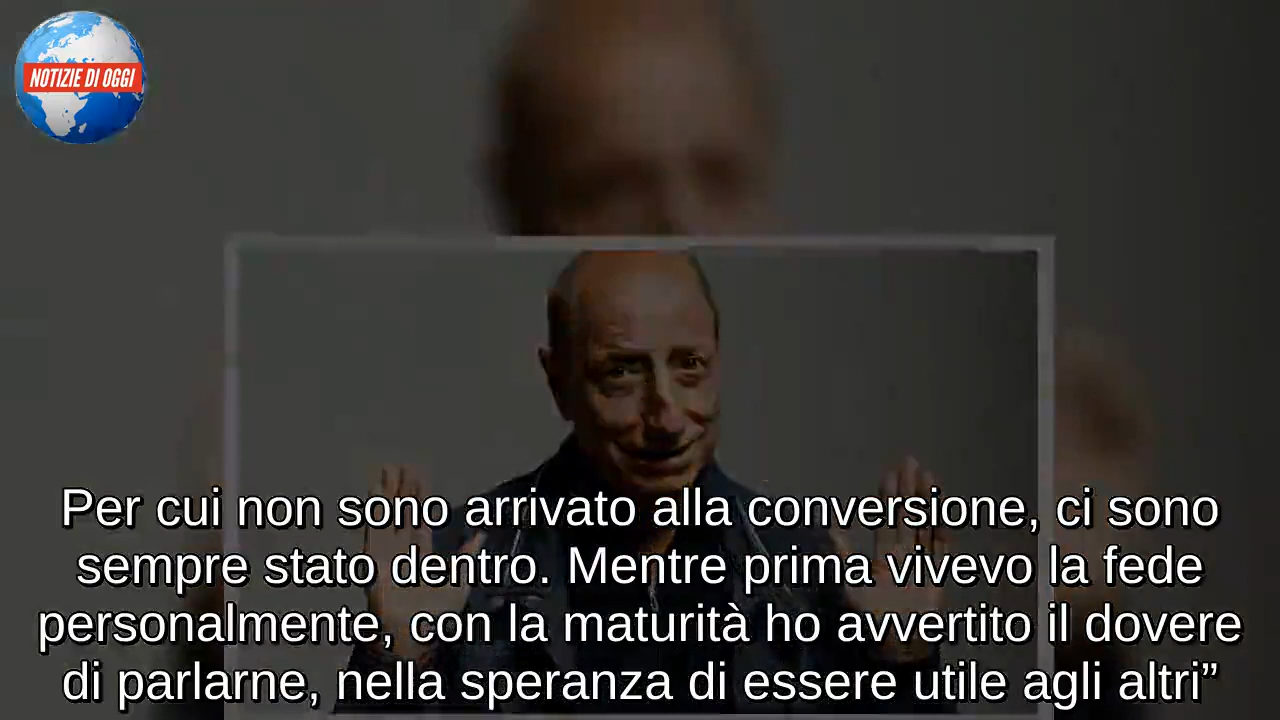 NOTIZIE DI OGGI
Per cui non sono arrivato alla conversione, ci sono
sempre stato dentro. Mentre prima vivevo la fede
personalmente, con la maturità ho avvertito il dovere
di parlarne, nella speranza di essere utile agli altri”